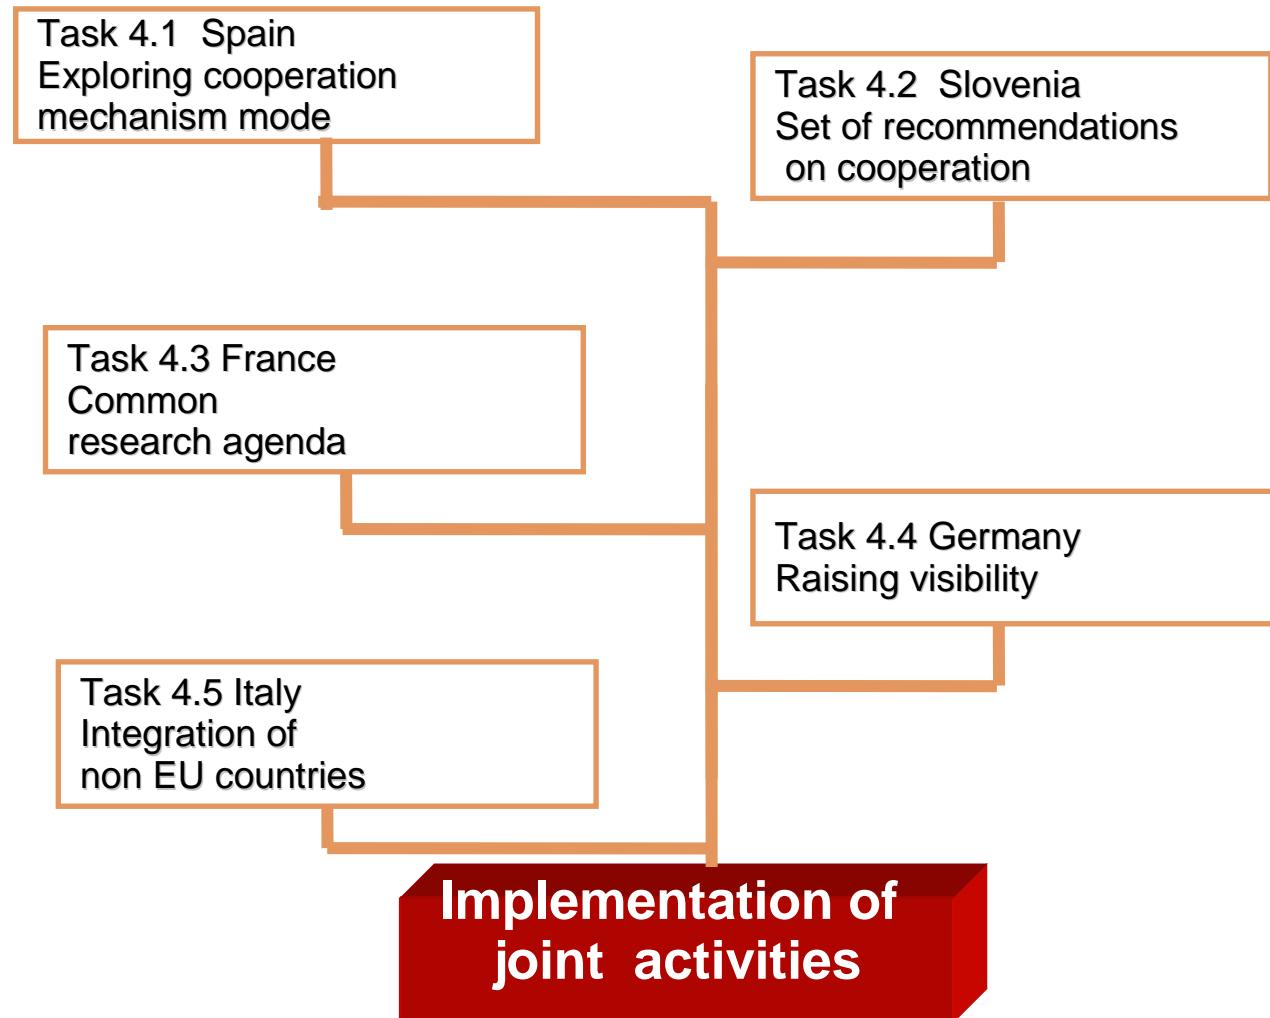 Task 4.1  Spain
Exploring cooperation
mechanism mode
Task 4.2  Slovenia
Set of recommendations
on cooperation
Task 4.3 France
Common
research agenda
Task 4.4 Germany
Raising visibility
Task 4.5 Italy
Integration of
non EU countries
Implementation of
joint  activities